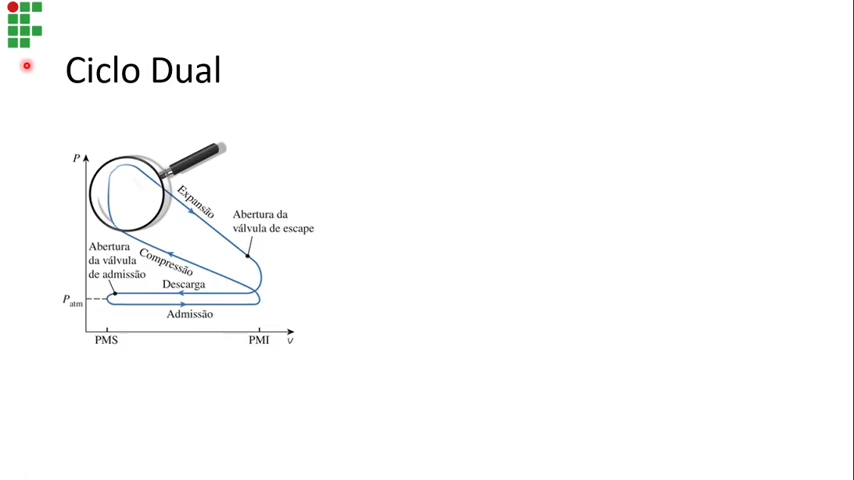 Ciclo Dual
P
Expansão
Abertura da
válvula de escape
Abertura
da válvula
de admissão
Compressão
Descarga
Patm
Admissão
PMS
PMI
v